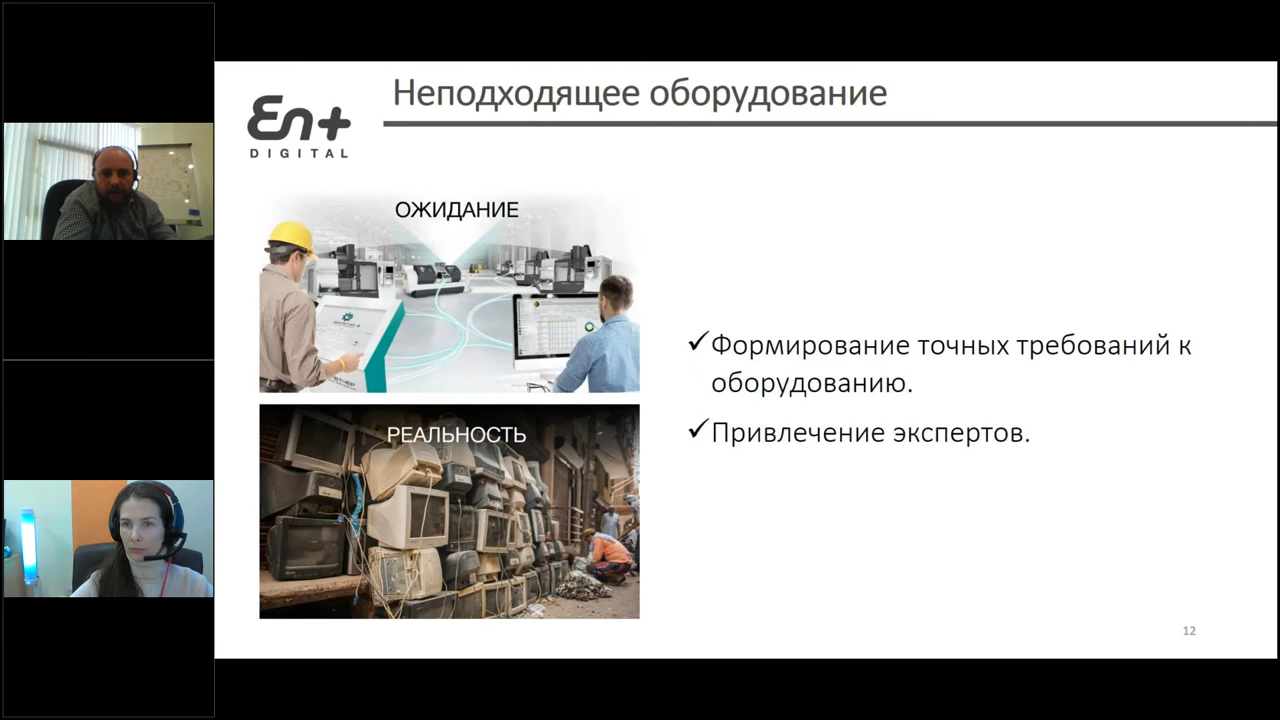 Неподходящее оборудование
En+
DIGITAL
ОЖИДАНИЕ
РЕАЛЬНОСТЬ
Формирование точных требований к
оборудованию.
Привлечение экспертов.
12